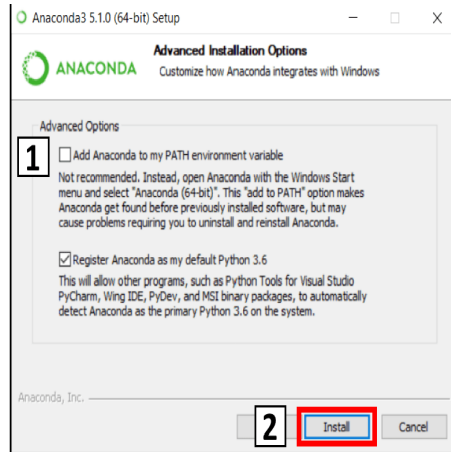 Anaconda3 5.1.0 (64-bit) Setup
ANACONDA
Advanced Installation Options
Customize how Anaconda integrates with Windows
Advanced Options
1
Add Anaconda to my PATH environment variable
Not recommended. Instead, open Anaconda with the Windows Start
menu and select "Anaconda (64-bit)". This "add to PATH" option makes
Anaconda get found before previously installed software, but may
cause problems requiring you to uninstall and reinstall Anaconda.
Register Anaconda as my default Python 3.6
This will allow other programs, such as Python Tools for Visual Studio
PyCharm, Wing IDE, PyDev, and MSI binary packages, to automatically
detect Anaconda as the primary Python 3.6 on the system.
Anaconda, Inc.
2
Install
Cancel